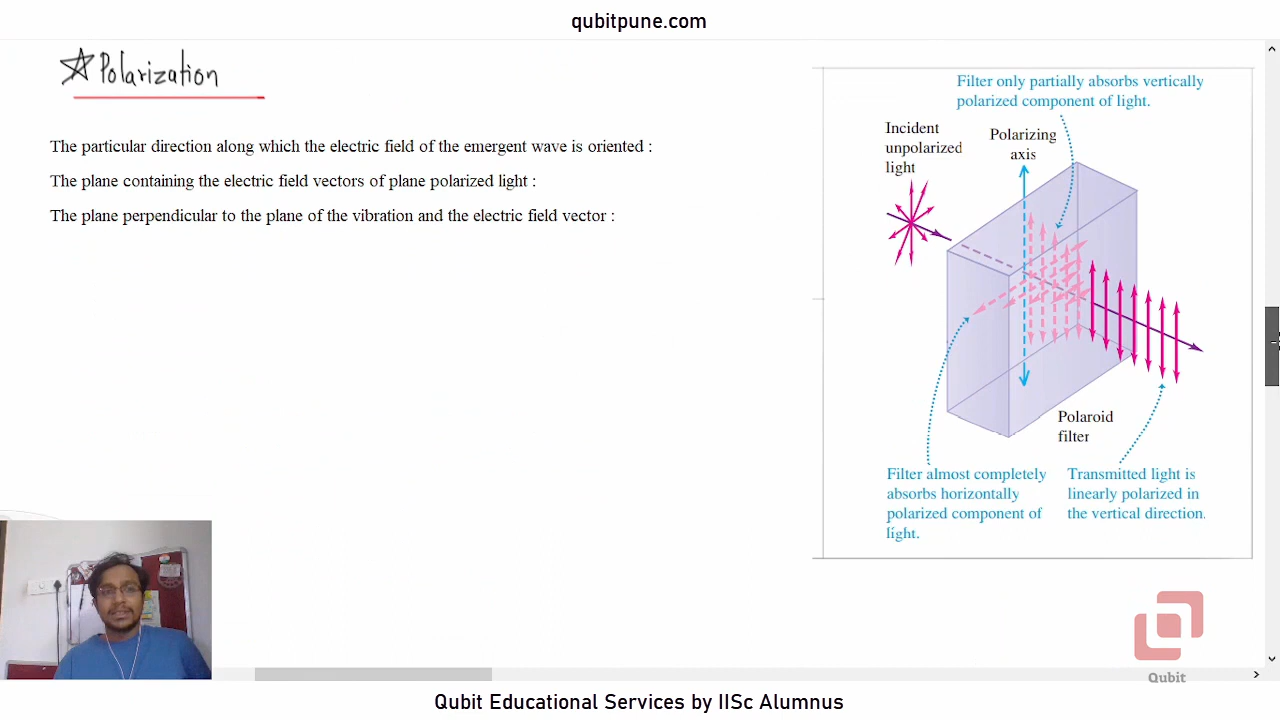 qubitpune.com
Polarization
The particular direction along which the electric field of the emergent wave is oriented :
The plane containing the electric field vectors of plane polarized light :
The plane perpendicular to the plane of the vibration and the electric field vector :
Filter only partially absorbs vertically
polarized component of light.
Incident
unpolarized
light
Polarizing
axis
Polaroid
filter
Filter almost completely
absorbs horizontally
polarized component of
light.
Transmitted light is
linearly polarized in
the vertical direction.
Qubit
Qubit Educational Services by IISc Alumnus